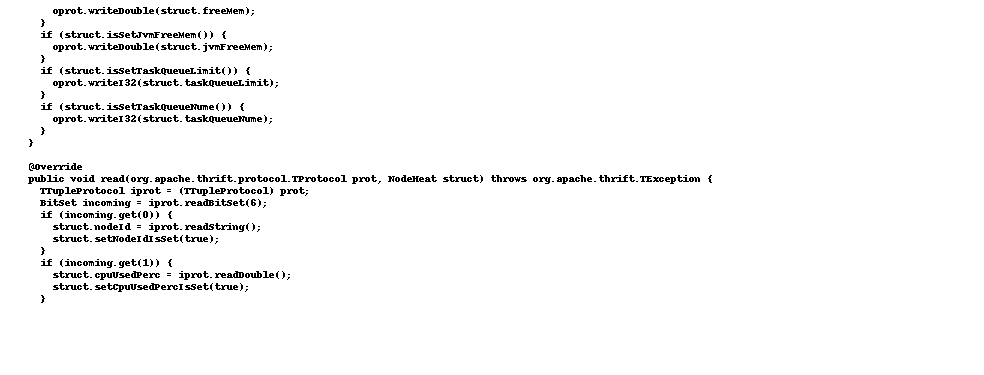 oprot.writeDouble(struct.freeMem);
}
if (struct.isSetJvmFreeMem()) {
oprot.writeDouble(struct.jvmFreeMem);
}
if (struct.isSetTaskQueueLimit()) {
oprot.writeI32(struct.taskQueueLimit);
}
if (struct.isSetTaskQueueNume()) {
oprot.writeI32(struct.taskQueueNume);
}
}
@Override
public void read(org.apache.thrift.protocol.TProtocol prot, NodeHeat struct) throws org.apache.thrift.TException {
TTupleProtocol iprot = (TTupleProtocol) prot;
BitSet incoming = iprot.readBitSet(6);
if (incoming.get(0)) {
struct.nodeId = iprot.readString();
struct.setNodeIdIsSet(true);
}
if (incoming.get(1)) {
struct.cpuUsedPerc = iprot.readDouble();
struct.setCpuUsedPercIsSet(true);
}